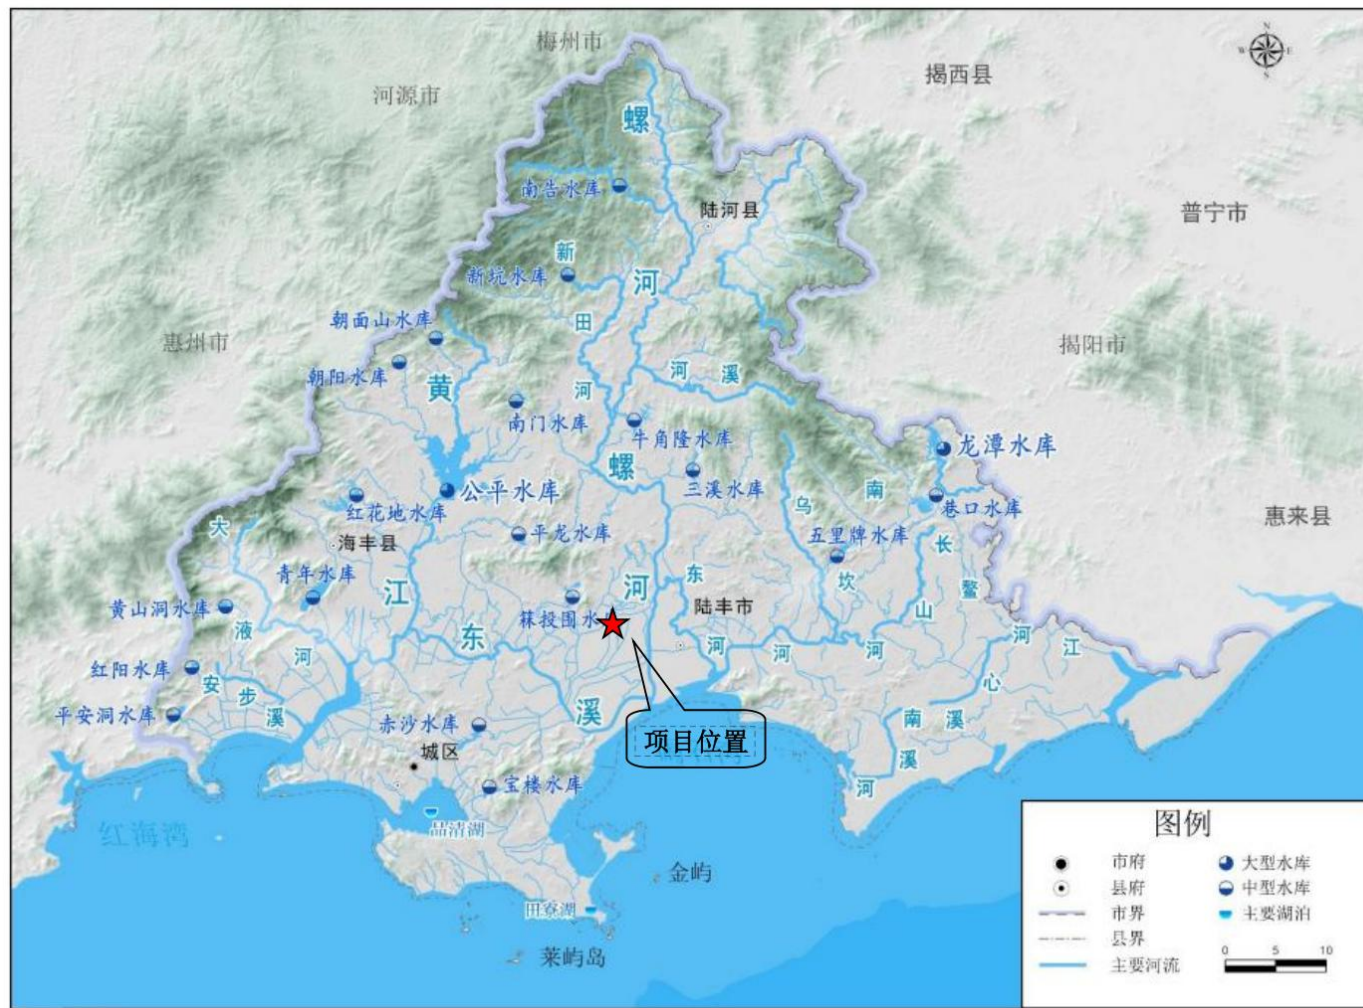 梅州市
N
W
E
S
揭西县
河源市
螺
南告水库
陆河县
普宁市
新
新坑水库
河
田
朝面山水库
惠州市
揭阳市
朝阳水库
黄
河
河
溪
南门水库
牛角隆水库
龙潭水库
螺
三溪水库
公平水库
红花地水库
乌
南
巷口水库
惠来县
大
平龙水库
五里牌水库
海丰县
长
青年水库
江
河
东
坎
鳌
黄山洞水库
箖投围水
陆丰市
山
液
东
河
河
河
河
江
红阳水库
河
安
步
溪
心
平安洞水库
赤沙水库
溪
南
溪
项目位置
溪
城区
宝楼水库
河
品清湖
红海湾
金屿
田寮湖
莱屿岛
图例
市府
大型水库
县府
中型水库
市界
主要湖泊
县界
0 5 10
主要河流